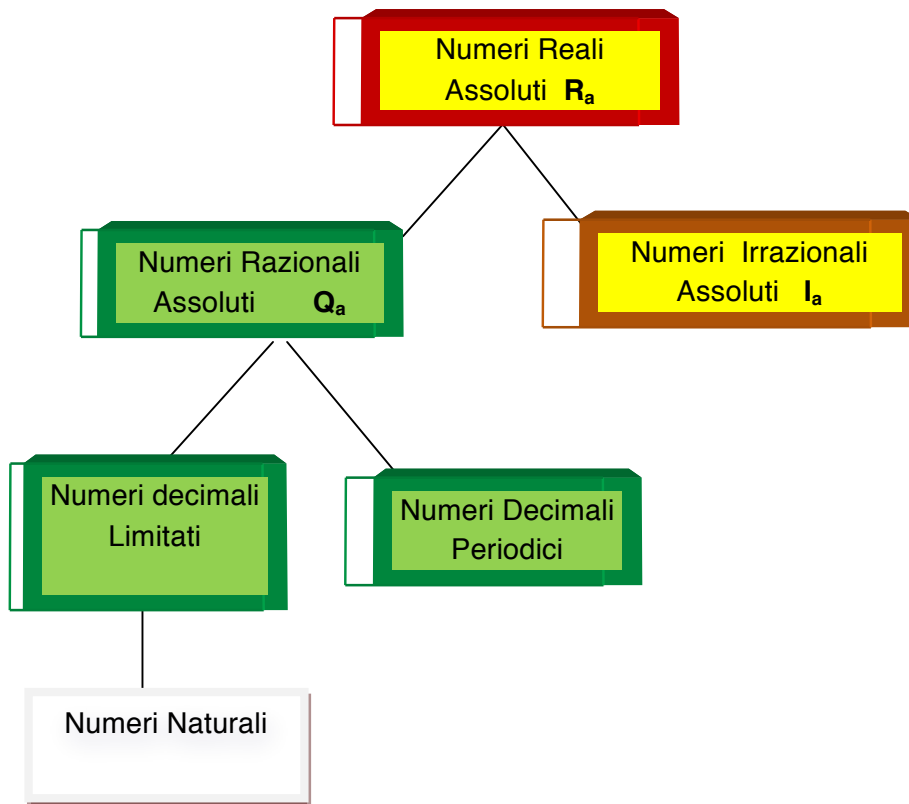 Numeri Reali
Assoluti Ra
Numeri Razionali
Assoluti Qa
Numeri Irrazionali
Assoluti Ia
Numeri decimali
Limitati
Numeri Decimali
Periodici
Numeri Naturali